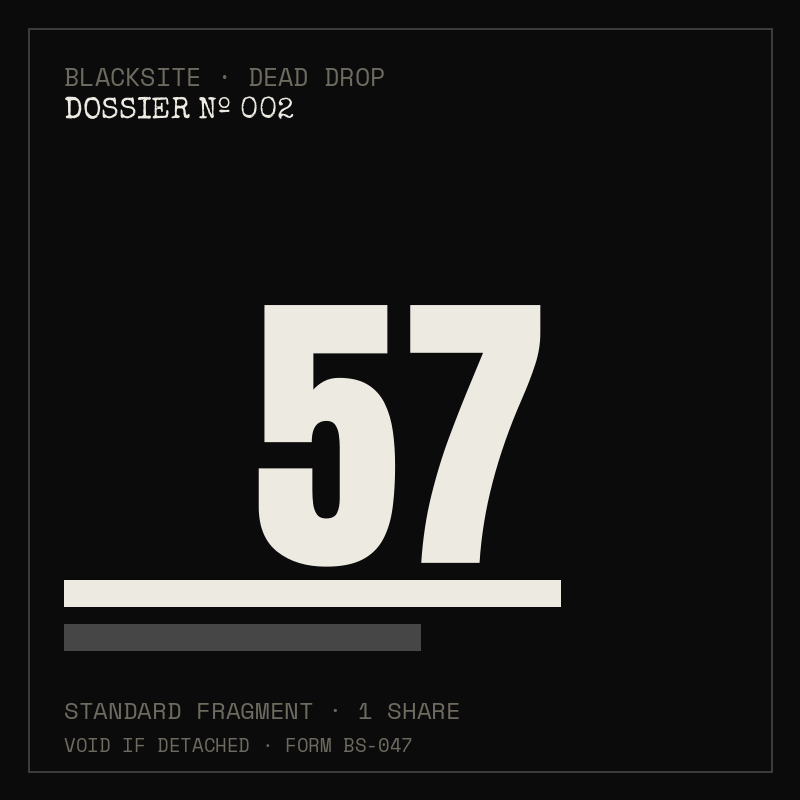 BLACKSITE · DEAD DROP
DOSSIER Nº 002
57
STANDARD FRAGMENT · 1 SHARE
VOID IF DETACHED · FORM BS-047